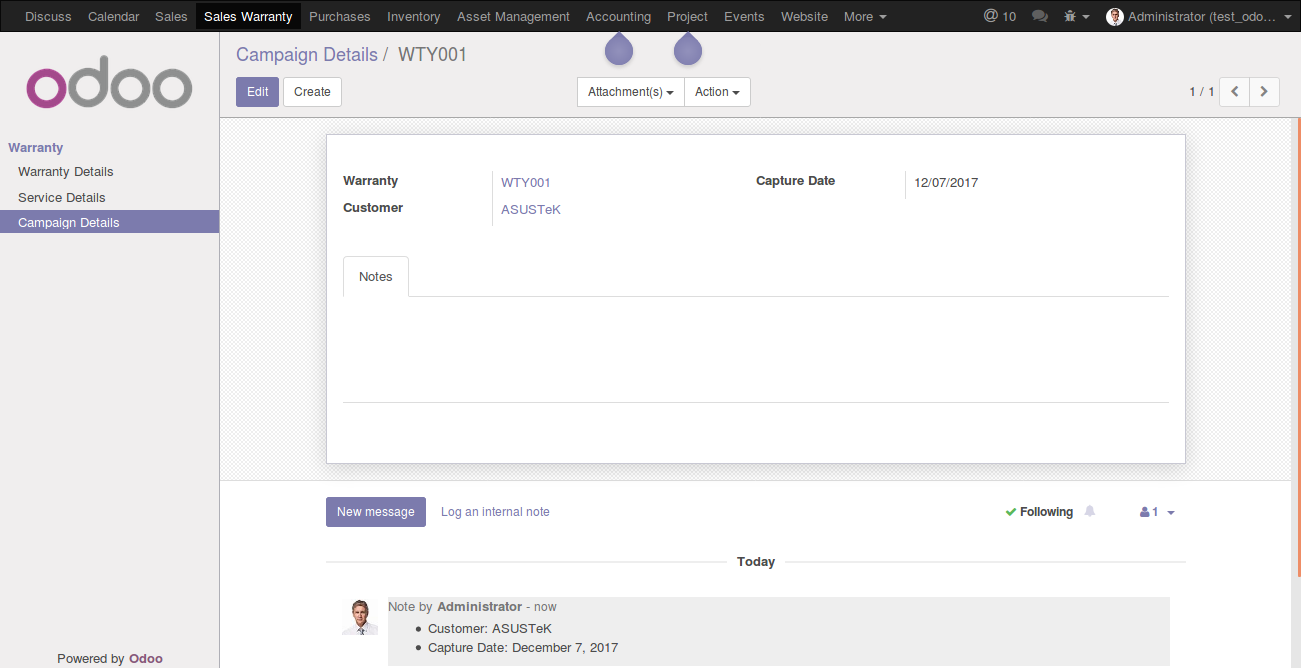 Discuss Calendar Sales Sales Warranty Purchases Inventory Asset Management Accounting Project Events Website More @ 10 Administrator (test_odo...
odoo
Campaign Details / WTY001
Edit Create Attachment(s) Action 1 / 1
Warranty
Warranty Details
Service Details
Campaign Details
Warranty WTY001 Capture Date 12/07/2017
Customer ASUSTeK
Notes
New message Log an internal note Following 1
Today
Note by Administrator - now
Customer: ASUSTeK
Capture Date: December 7, 2017
Powered by Odoo